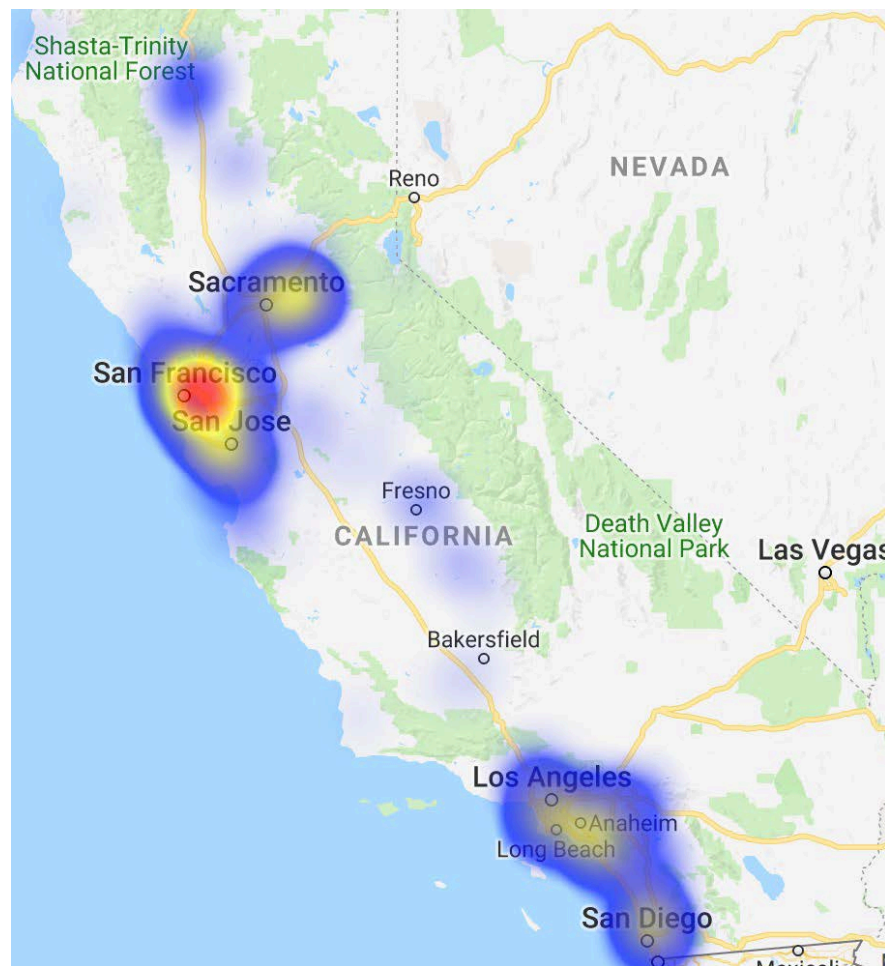 Shasta-Trinity
National Forest
NEVADA
Reno
Sacramento
San Francisco
San Jose
Fresno
CALIFORNIA
Death Valley
National Park
Las Vegas
Bakersfield
Los Angeles
Anaheim
Long Beach
San Diego
Mexicali